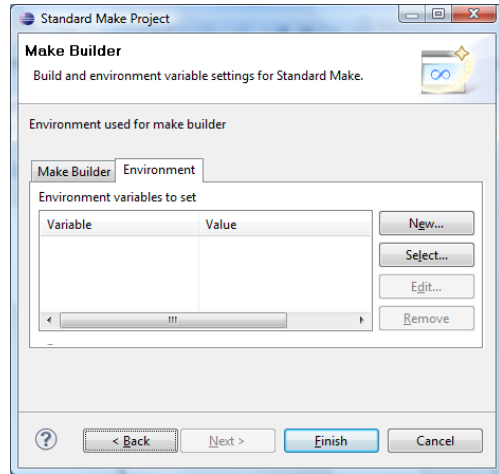 Standard Make Project
Make Builder
Build and environment variable settings for Standard Make.
Environment used for make builder
Make Builder Environment
Environment variables to set
Variable Value
New...
Select...
Edit...
Remove
< Back Next > Finish Cancel